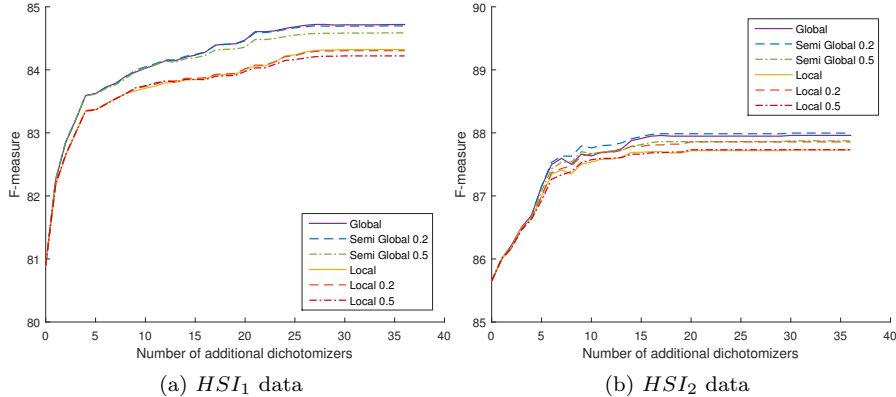 85
84
83
82
81
80
F-measure
0 5 10 15 20 25 30 35 40
Number of additional dichotomizers
Global
Semi Global 0.2
Semi Global 0.5
Local
Local 0.2
Local 0.5
(a) HSI₁ data
90
89
88
87
86
85
F-measure
0 5 10 15 20 25 30 35 40
Number of additional dichotomizers
Global
Semi Global 0.2
Semi Global 0.5
Local
Local 0.2
Local 0.5
(b) HSI₂ data